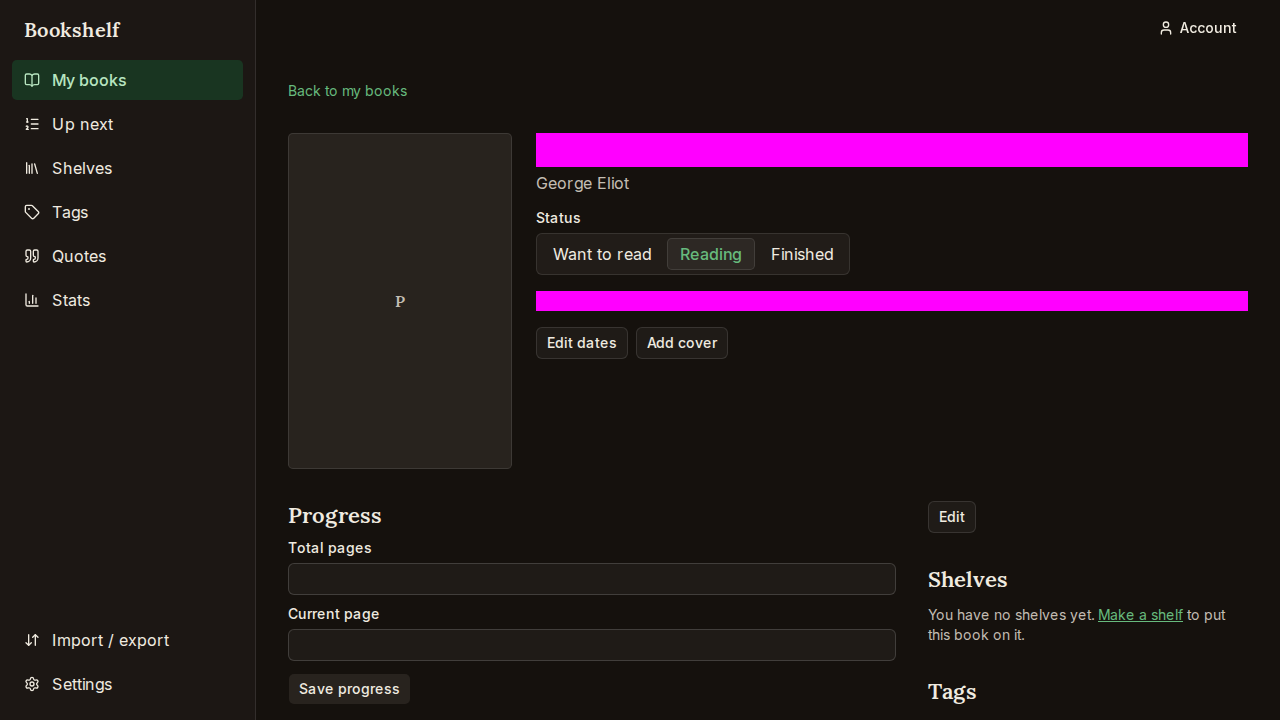 Bookshelf
My books
Up next
Shelves
Tags
Quotes
Stats
Import / export
Settings
Account
Back to my books
P
George Eliot
Status
Want to read
Reading
Finished
Edit dates
Add cover
Progress
Total pages
Current page
Save progress
Edit
Shelves
You have no shelves yet. Make a shelf to put
this book on it.
Tags